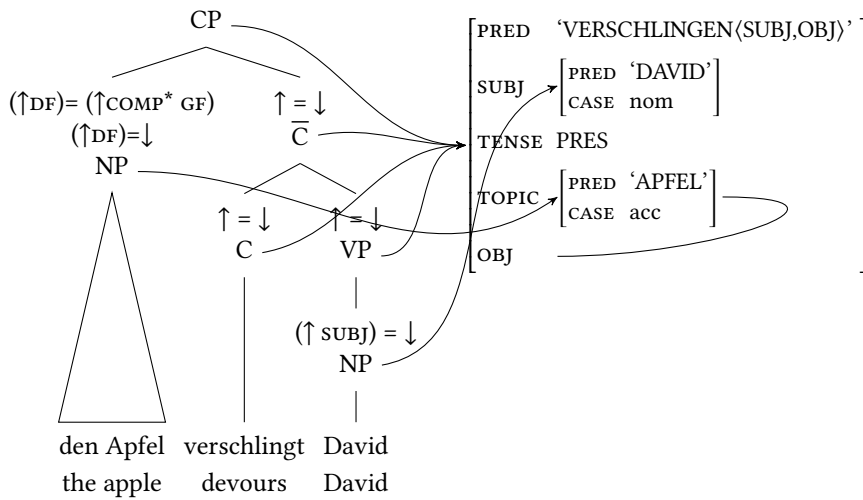 CP
(↑DF)= (↑COMP* GF)
(↑DF)=↓
NP
↑ = ↓
C̅
↑ = ↓
C
↑ = ↓
VP
(↑ SUBJ) = ↓
NP
den Apfel verschlingt David
the apple devours David
PRED ‘VERSCHLINGEN⟨SUBJ,OBJ⟩’
SUBJ
PRED ‘DAVID’
CASE nom
TENSE PRES
TOPIC
PRED ‘APFEL’
CASE acc
OBJ